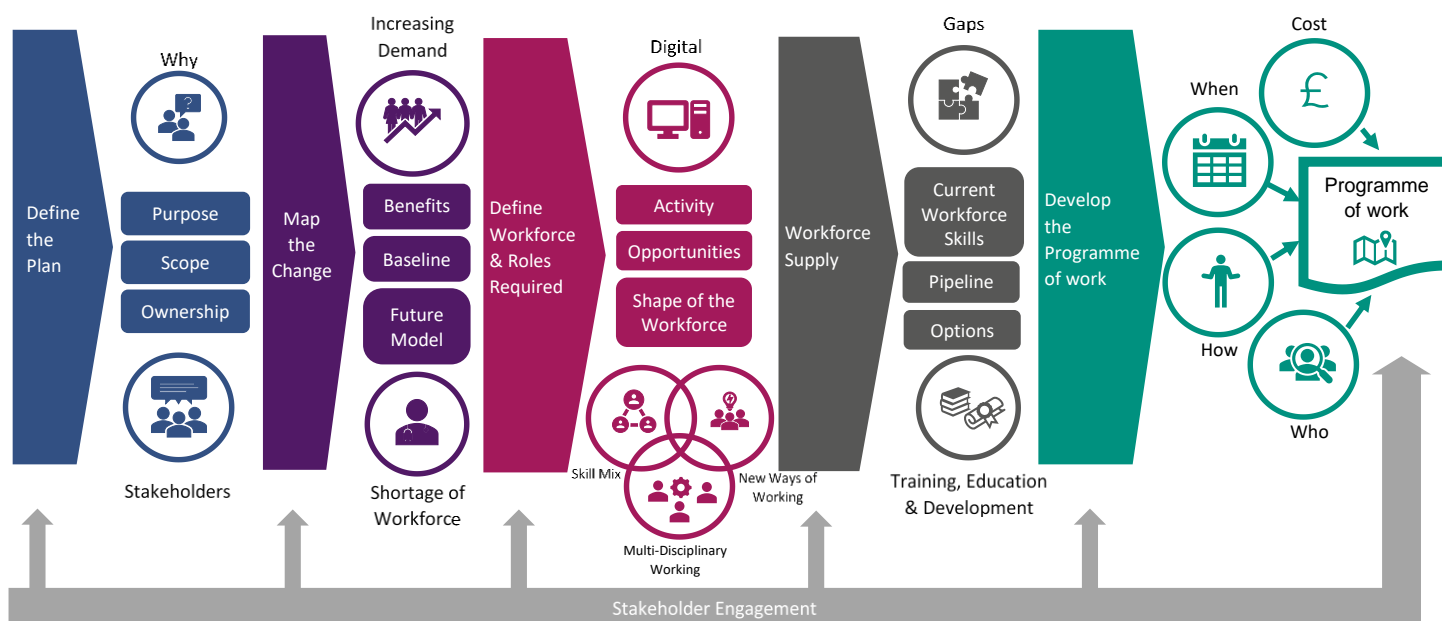 Define
the
Plan
Why
?
Purpose
Scope
Ownership
Stakeholders
Map
the
Change
Increasing
Demand
Benefits
Baseline
Future
Model
Shortage of
Workforce
Define
Workforce
& Roles
Required
Digital
Activity
Opportunities
Shape of the
Workforce
Skill Mix
New Ways of
Working
Multi-Disciplinary
Working
Workforce
Supply
Gaps
Current
Workforce
Skills
Pipeline
Options
Training, Education
& Development
Develop
the
Programme
of work
When
Cost
£
How
Who
Programme
of work
Stakeholder Engagement